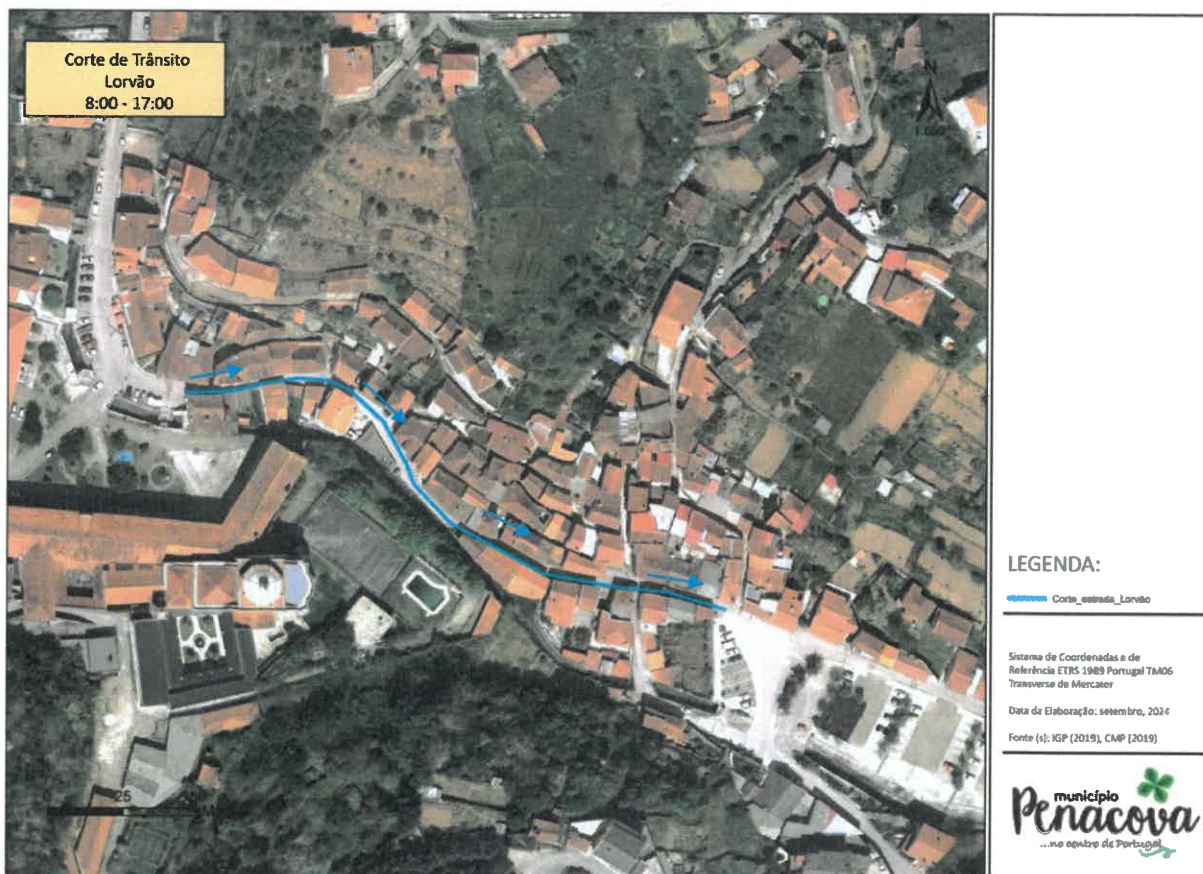 Corte de Trânsito
Lorvão
8:00 - 17:00
N
0
25
LEGENDA:
Corte_estrada_Lorvão
Sistema de Coordenadas e de
Referência ETRS 1989 Portugal TM06
Transverse de Mercator
Data da Elaboração: setembro, 2024
Fonte (s): IGP (2019), CMP (2019)
município
Penacova
...no centro de Portugal